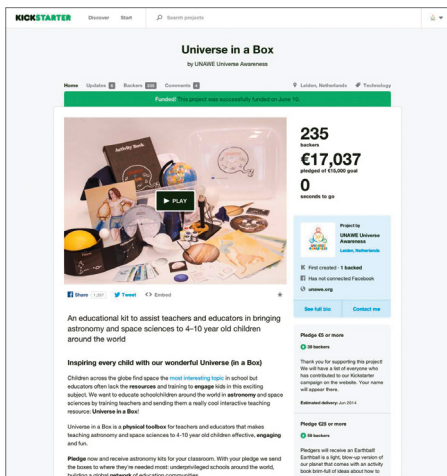 KICKSTARTER Discover Start Search projects
Universe in a Box
by UNAWE Universe Awareness
Home Updates Backers 235 Comments Leiden, Netherlands Technology
Funded! This project was successfully funded on June 10.
Activity Book
PLAY
235
backers
€17,037
pledged of €15,000 goal
0
seconds to go
Project by
UNAWE Universe
Awareness
Leiden, Netherlands
First created · 1 backed
Has not connected Facebook
unawe.org
See full bio Contact me
Share Tweet Embed
An educational kit to assist teachers and educators in bringing
astronomy and space sciences to 4–10 year old children
around the world
Inspiring every child with our wonderful Universe (in a Box)
Children across the globe find space the most interesting topic in school but
educators often lack the resources and training to engage kids in this exciting
subject. We want to educate schoolchildren around the world in astronomy and space
sciences by training teachers and sending them a really cool interactive teaching
resource: Universe in a Box!
Universe in a Box is a physical toolbox for teachers and educators that makes
teaching astronomy and space sciences to 4-10 year old children effective, engaging
and fun.
Pledge now and receive astronomy kits for your classroom. With your pledge we send
the boxes to where they're needed most: underprivileged schools around the world,
building a global network of education communities.
Pledge €5 or more
39 backers
Thank you for supporting this project!
We will have a list of everyone who
has contributed to our Kickstarter
campaign on the website. Your name
will appear there.
Estimated delivery: Jun 2014
Pledge €25 or more
69 backers
Pledgers will receive an Earthball!
Earthball is a light, blow-up version of
our planet that comes with an activity
book brim-full of ideas about how to